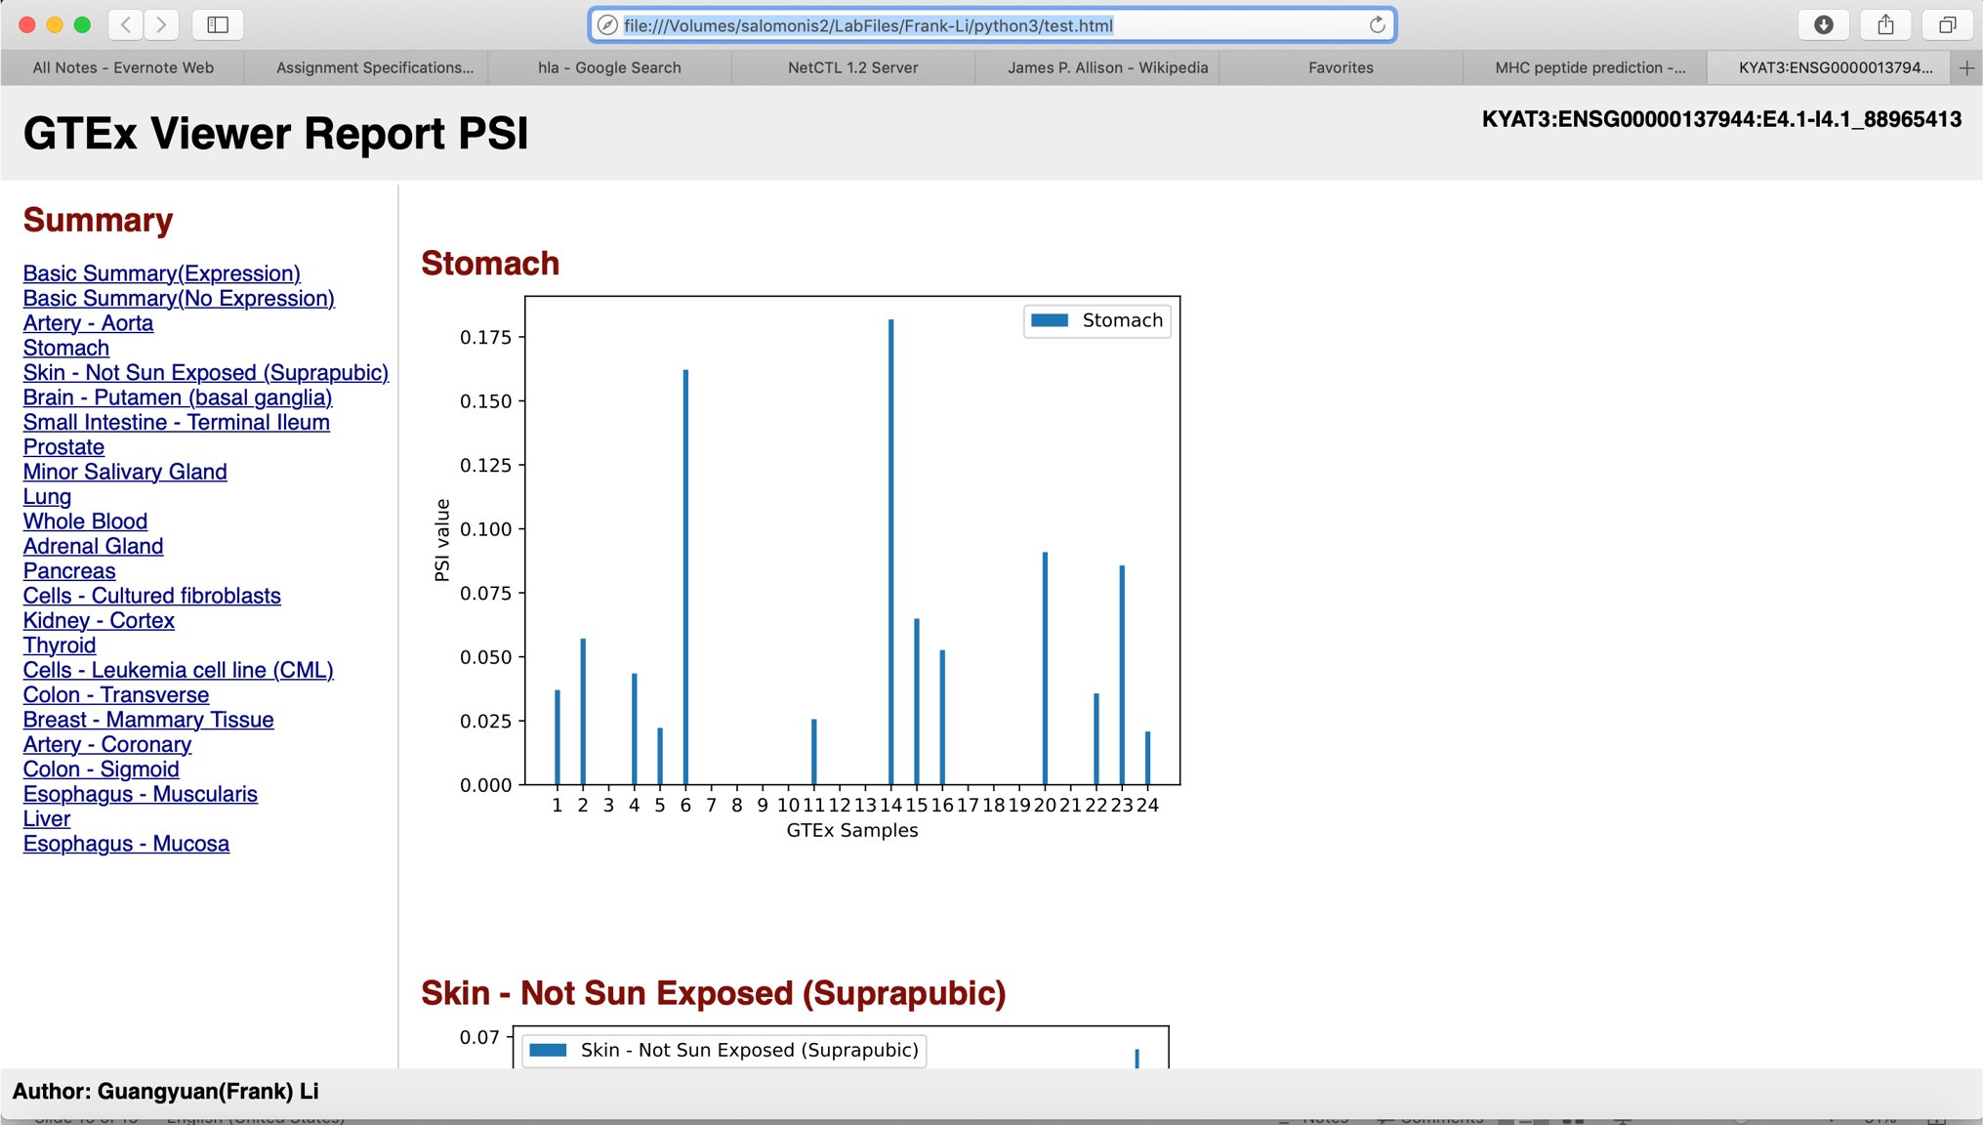 file:///Volumes/salomonis2/LabFiles/Frank-Li/python3/test.html
All Notes - Evernote Web
Assignment Specifications...
hla - Google Search
NetCTL 1.2 Server
James P. Allison - Wikipedia
Favorites
MHC peptide prediction -...
KYAT3:ENSG0000013794...
GTEx Viewer Report PSI
KYAT3:ENSG00000137944:E4.1-I4.1_88965413
Summary
Basic Summary(Expression)
Basic Summary(No Expression)
Artery - Aorta
Stomach
Skin - Not Sun Exposed (Suprapubic)
Brain - Putamen (basal ganglia)
Small Intestine - Terminal Ileum
Prostate
Minor Salivary Gland
Lung
Whole Blood
Adrenal Gland
Pancreas
Cells - Cultured fibroblasts
Kidney - Cortex
Thyroid
Cells - Leukemia cell line (CML)
Colon - Transverse
Breast - Mammary Tissue
Artery - Coronary
Colon - Sigmoid
Esophagus - Muscularis
Liver
Esophagus - Mucosa
Stomach
Stomach
0.175
0.150
0.125
0.100
0.075
0.050
0.025
0.000
PSI value
1 2 3 4 5 6 7 8 9 10 11 12 13 14 15 16 17 18 19 20 21 22 23 24
GTEx Samples
Skin - Not Sun Exposed (Suprapubic)
0.07
Skin - Not Sun Exposed (Suprapubic)
Author: Guangyuan(Frank) Li